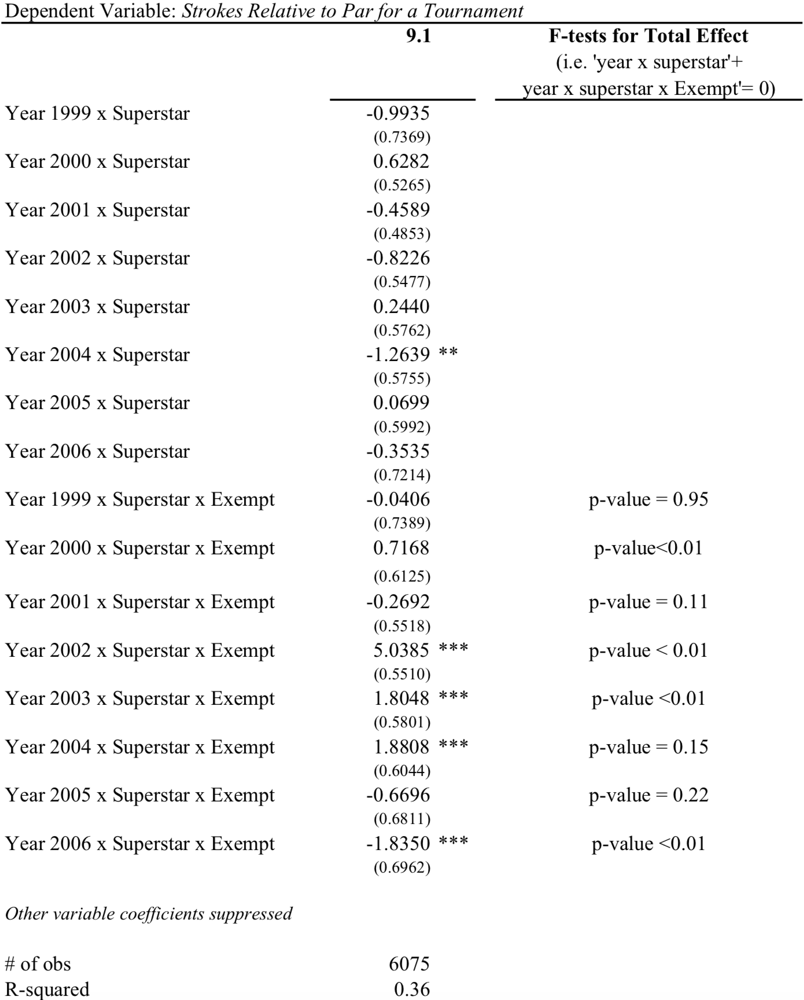 Dependent Variable: Strokes Relative to Par for a Tournament
9.1 F-tests for Total Effect
(i.e. 'year x superstar'+
year x superstar x Exempt'= 0)
Year 1999 x Superstar -0.9935
(0.7369)
Year 2000 x Superstar 0.6282
(0.5265)
Year 2001 x Superstar -0.4589
(0.4853)
Year 2002 x Superstar -0.8226
(0.5477)
Year 2003 x Superstar 0.2440
(0.5762)
Year 2004 x Superstar -1.2639 **
(0.5755)
Year 2005 x Superstar 0.0699
(0.5992)
Year 2006 x Superstar -0.3535
(0.7214)
Year 1999 x Superstar x Exempt -0.0406 p-value = 0.95
(0.7389)
Year 2000 x Superstar x Exempt 0.7168 p-value<0.01
(0.6125)
Year 2001 x Superstar x Exempt -0.2692 p-value = 0.11
(0.5518)
Year 2002 x Superstar x Exempt 5.0385 *** p-value < 0.01
(0.5510)
Year 2003 x Superstar x Exempt 1.8048 *** p-value <0.01
(0.5801)
Year 2004 x Superstar x Exempt 1.8808 *** p-value = 0.15
(0.6044)
Year 2005 x Superstar x Exempt -0.6696 p-value = 0.22
(0.6811)
Year 2006 x Superstar x Exempt -1.8350 *** p-value <0.01
(0.6962)
Other variable coefficients suppressed
# of obs 6075
R-squared 0.36